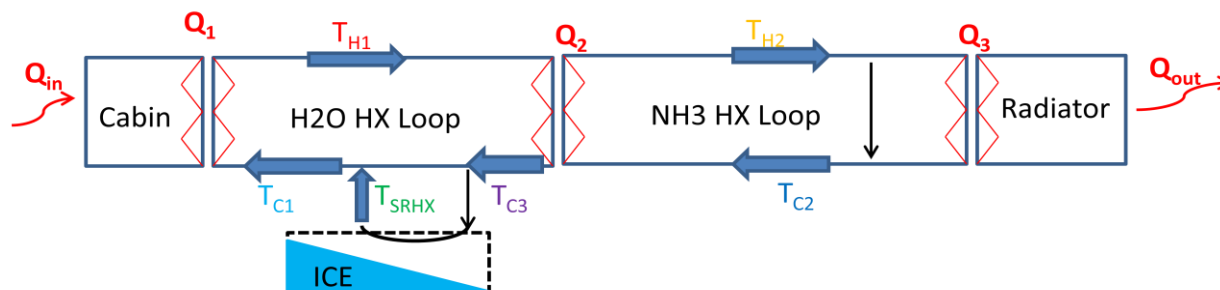 Q1 TH1 Q2 TH2 Q3
Qin Qout
Cabin H2O HX Loop NH3 HX Loop Radiator
TC1 TSRHX TC3 TC2
ICE